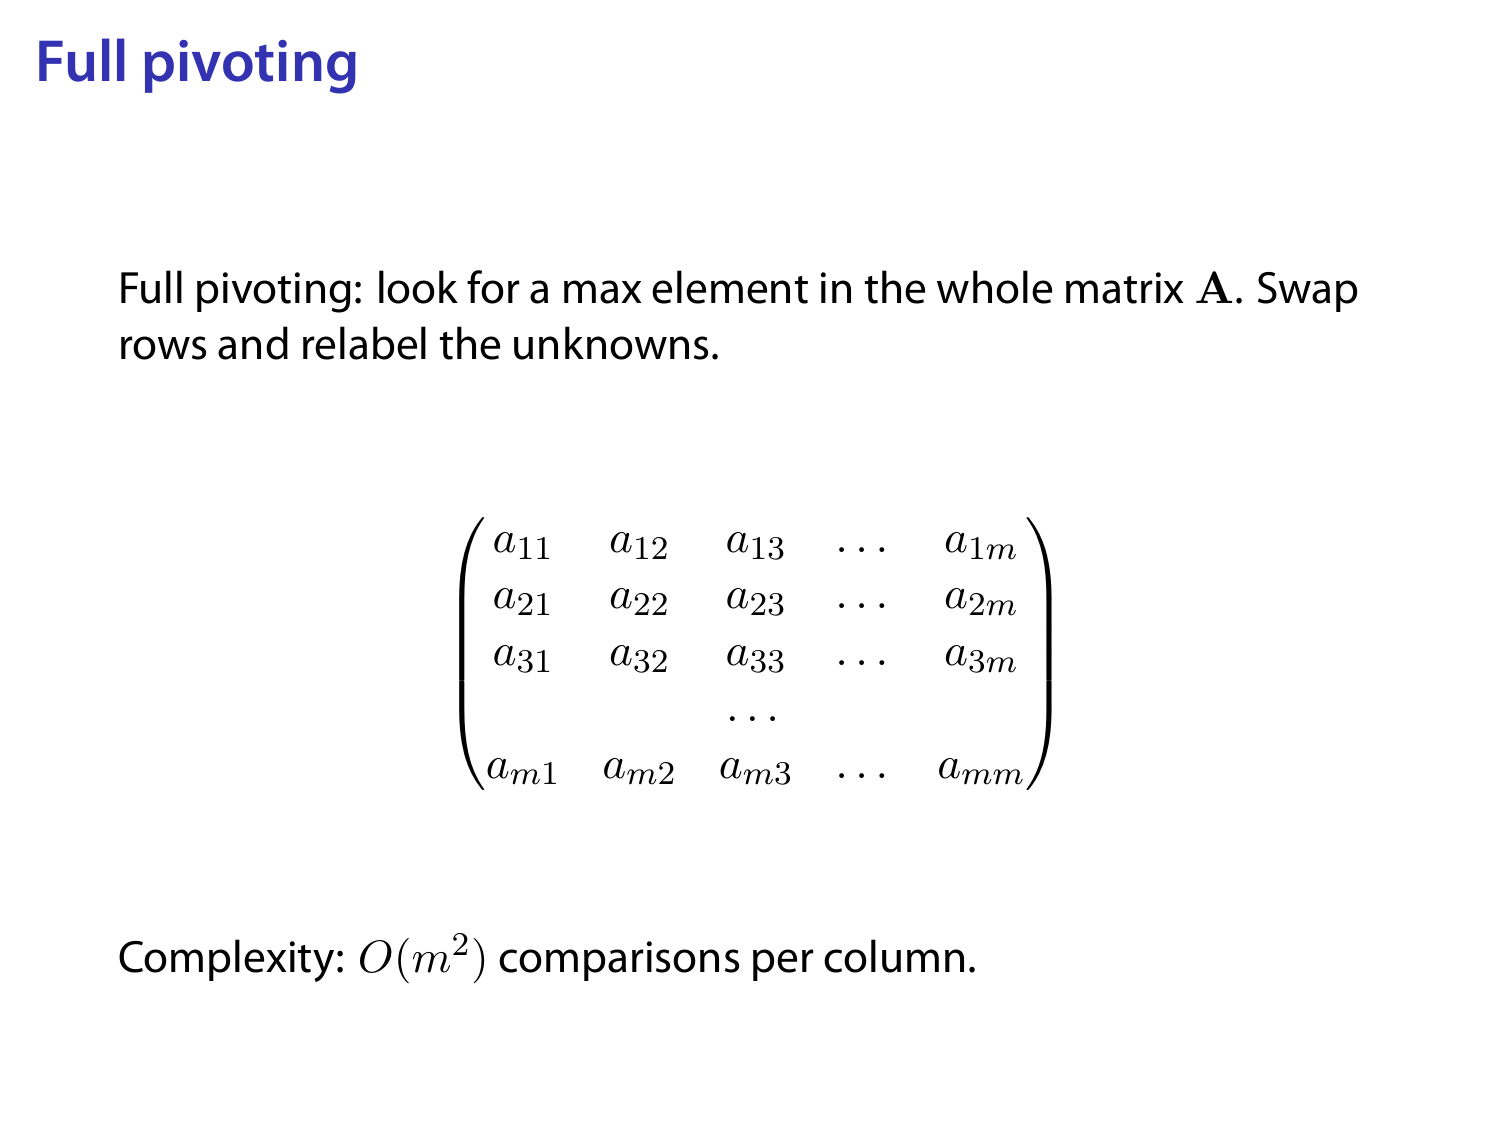 Full pivoting
Full pivoting: look for a max element in the whole matrix A. Swap
rows and relabel the unknowns.
a₁₁ a₁₂ a₁₃ … a₁ₘ
a₂₁ a₂₂ a₂₃ … a₂ₘ
a₃₁ a₃₂ a₃₃ … a₃ₘ
…
aₘ₁ aₘ₂ aₘ₃ … aₘₘ
Complexity: O(m²) comparisons per column.